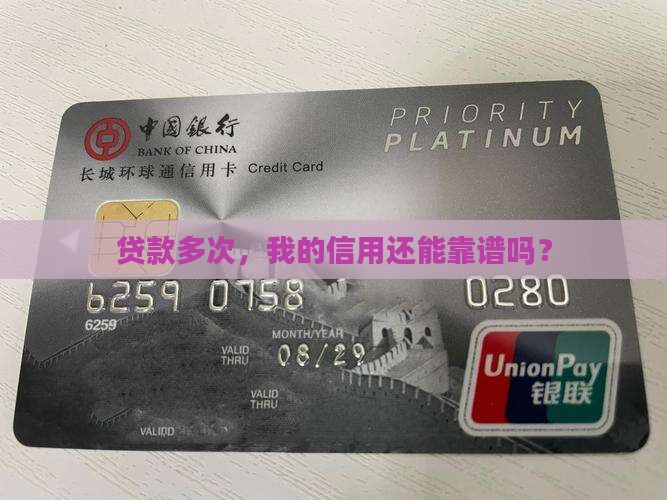 中国銀行
BANK OF CHINA
长城环球通信用卡 Credit Card
PRIORITY
PLATINUM
贷款多次，我的信用还能靠谱吗？
6259 0758 0280
6259
MONTH/YEAR
VALID
THRU
08/29
VALID
THRU
VALID
UnionPay
银联